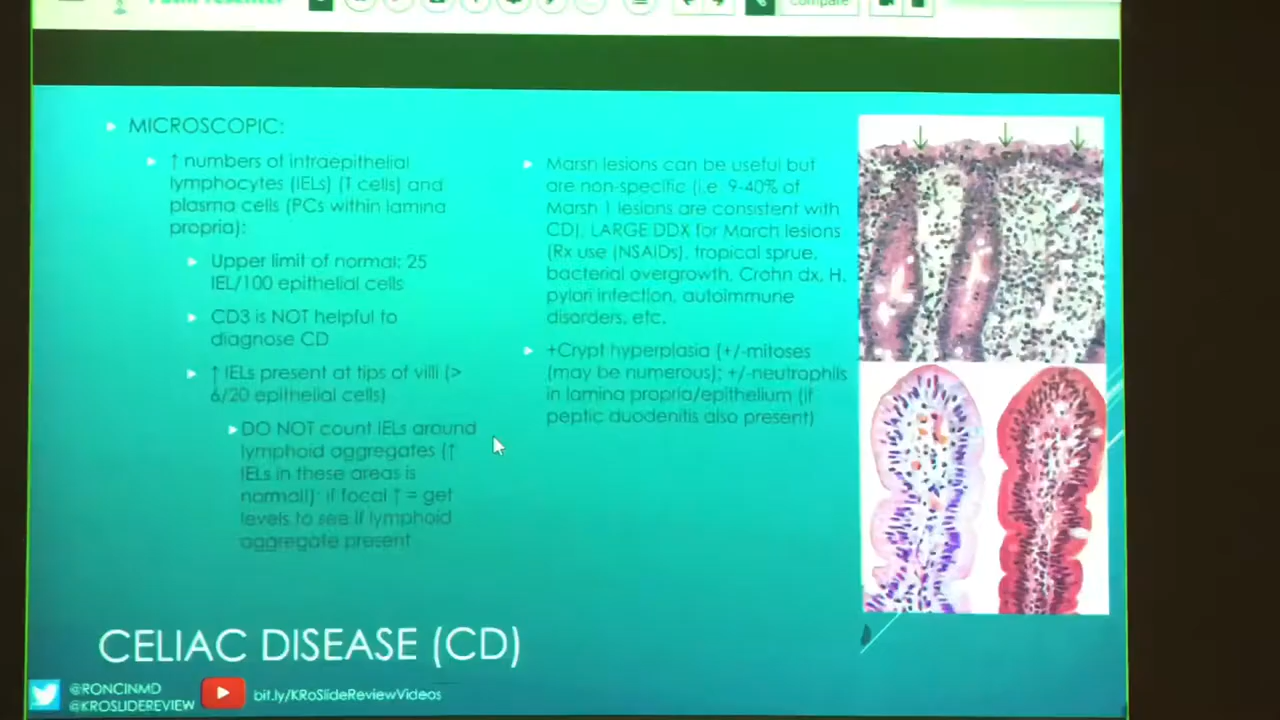 Compare
MICROSCOPIC:
↑ numbers of intraepithelial
lymphocytes (IELs) (T cells) and
plasma cells (PCs within lamina
propria):
Upper limit of normal: 25
IEL/100 epithelial cells
CD3 is NOT helpful to
diagnose CD
↑ IELs present at tips of villi (>
6/20 epithelial cells)
DO NOT count IELs around
lymphoid aggregates (↑
IELs in these areas is
normal); if focal ↑ = get
levels to see if lymphoid
aggregate present
Marsh lesions can be useful but
are non-specific (i.e. 9-40% of
Marsh 1 lesions are consistent with
CD). LARGE DDX for March lesions
(Rx use (NSAIDs), tropical sprue,
bacterial overgrowth, Crohn dx, H.
pylori infection, autoimmune
disorders, etc.
+Crypt hyperplasia (+/-mitoses
(may be numerous); +/-neutrophils
in lamina propria/epithelium (if
peptic duodenitis also present)
CELIAC DISEASE (CD)
@RONCINMD
@KROSLIDEREVIEW
bit.ly/KRoSlideReviewVideos